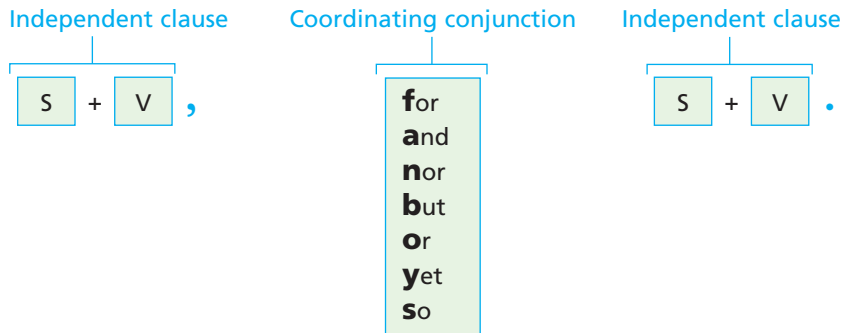 Independent clause Coordinating conjunction Independent clause
S + V , S + V .
for
and
nor
but
or
yet
so